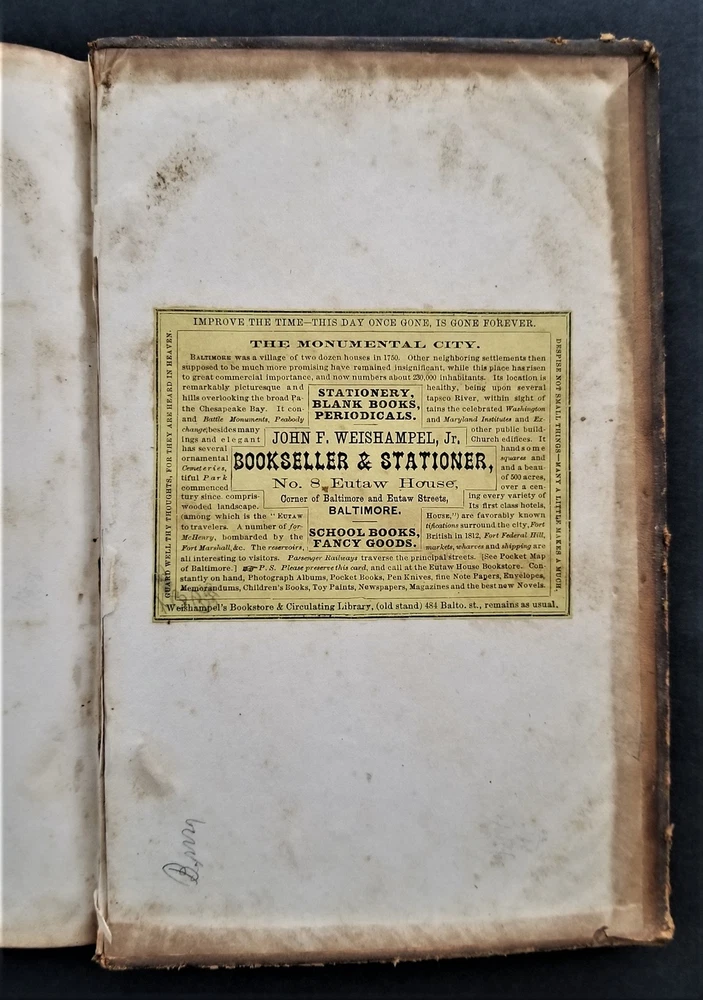 IMPROVE THE TIME—THIS DAY ONCE GONE, IS GONE FOREVER.
GUARD WELL THY THOUGHTS, FOR THEY ARE HEARD IN HEAVEN.
THE MONUMENTAL CITY.
BALTIMORE was a village of two dozen houses in 1750. Other neighboring settlements then
supposed to be much more promising have remained insignificant, while this place has risen
to great commercial importance, and now numbers about 230,000 inhabitants. Its location is
remarkably picturesque and healthy, being upon several
hills overlooking the broad Patapsco River, within sight of
the Chesapeake Bay. It contains the celebrated Washington
and Battle Monuments, Peabody and Maryland Institutes and Ex-
change; besides many other public build-
ings and elegant Church edifices. It
has several handsome
ornamental squares and
Cemeteries, and a beau-
tiful Park of 500 acres,
commenced over a cen-
tury since. compris- ing every variety of
wooded landscape. Its first class hotels,
(among which is the "EUTAW HOUSE,") are favorably known
to travelers. A number of for- tifications surround the city, Fort
McHenry, bombarded by the British in 1812, Fort Federal Hill,
Fort Marshall, &c. The reservoirs, markets, wharves and shipping are
all interesting to visitors. Passenger Railways traverse the principal streets. [See Pocket Map
of Baltimore.] ☞ P. S. Please preserve this card, and call at the Eutaw House Bookstore. Con-
stantly on hand, Photograph Albums, Pocket Books, Pen Knives, fine Note Papers, Envelopes,
Memorandums, Children's Books, Toy Paints, Newspapers, Magazines and the best new Novels.
STATIONERY,
BLANK BOOKS,
PERIODICALS.
JOHN F. WEISHAMPEL, Jr,
BOOKSELLER & STATIONER,
No. 8, Eutaw House,
Corner of Baltimore and Eutaw Streets,
BALTIMORE.
SCHOOL BOOKS,
FANCY GOODS.
DESPISE NOT SMALL THINGS—MANY A LITTLE MAKES A MUCH.
Weishampel's Bookstore & Circulating Library, (old stand) 484 Balto. st., remains as usual.